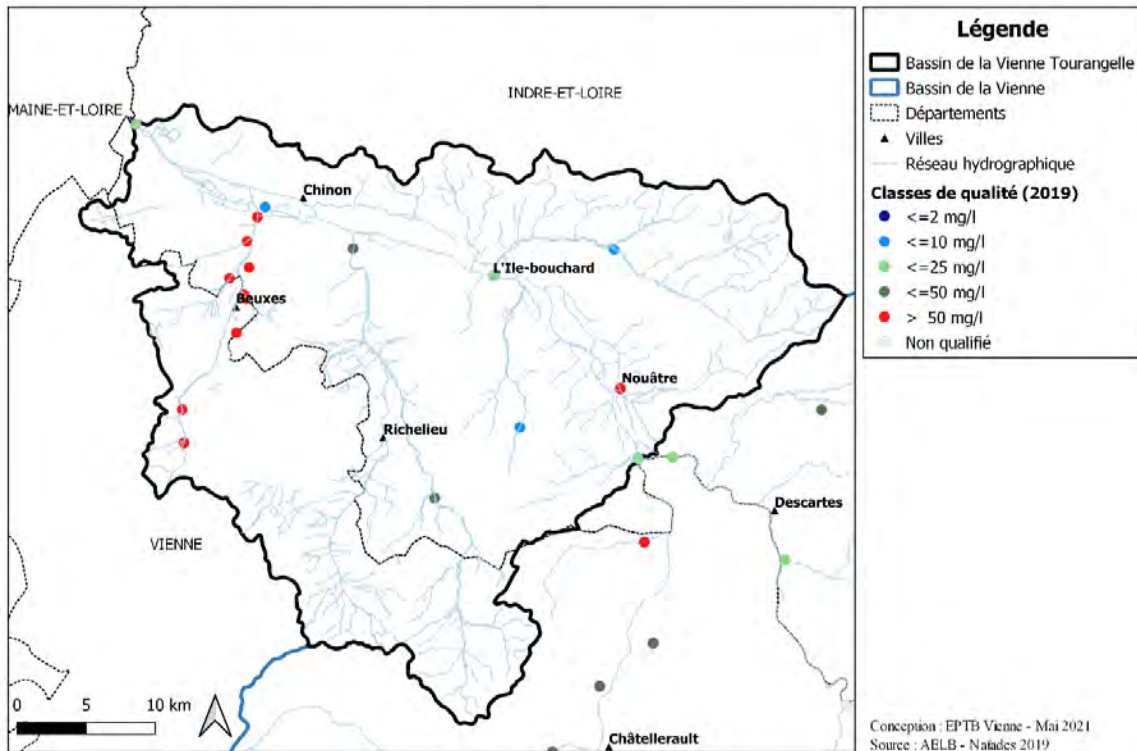 MAINE-ET-LOIRE
INDRE-ET-LOIRE
Chinon
L'Ile-bouchard
Beuxes
Nouâtre
Richelieu
Descartes
VIENNE
Châtellerault
0 5 10 km
Légende
Bassin de la Vienne Tourangelle
Bassin de la Vienne
Départements
Villes
Réseau hydrographique
Classes de qualité (2019)
<=2 mg/l
<=10 mg/l
<=25 mg/l
<=50 mg/l
> 50 mg/l
Non qualifié
Conception : EPTB Vienne - Mai 2021
Source : AELB - Naïades 2019